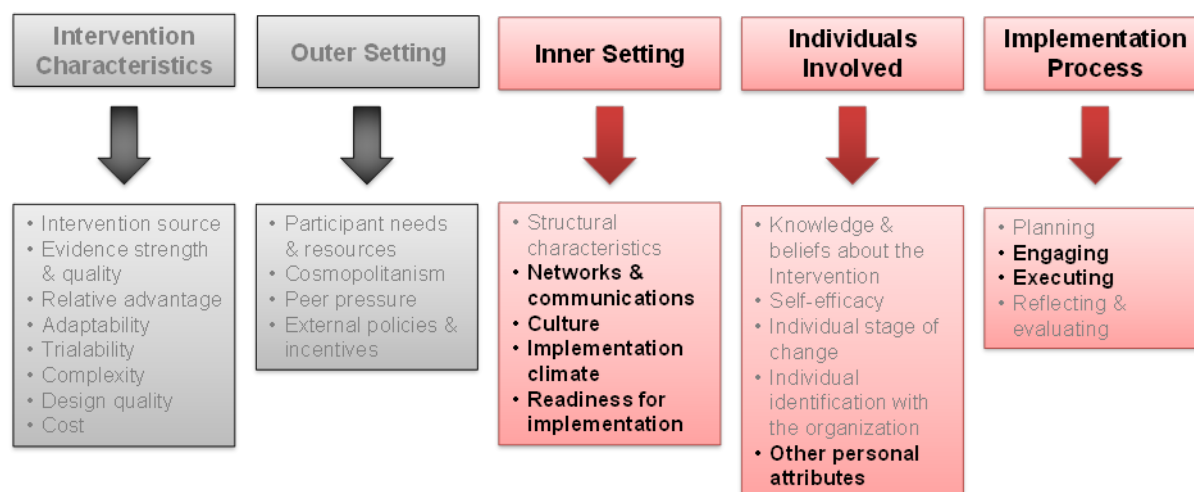 Intervention
Characteristics
Outer Setting
Inner Setting
Individuals
Involved
Implementation
Process
• Intervention source
• Evidence strength
& quality
• Relative advantage
• Adaptability
• Trialability
• Complexity
• Design quality
• Cost
• Participant needs
& resources
• Cosmopolitanism
• Peer pressure
• External policies &
incentives
• Structural
characteristics
• Networks &
communications
• Culture
• Implementation
climate
• Readiness for
implementation
• Knowledge &
beliefs about the
Intervention
• Self-efficacy
• Individual stage of
change
• Individual
identification with
the organization
• Other personal
attributes
• Planning
• Engaging
• Executing
• Reflecting &
evaluating